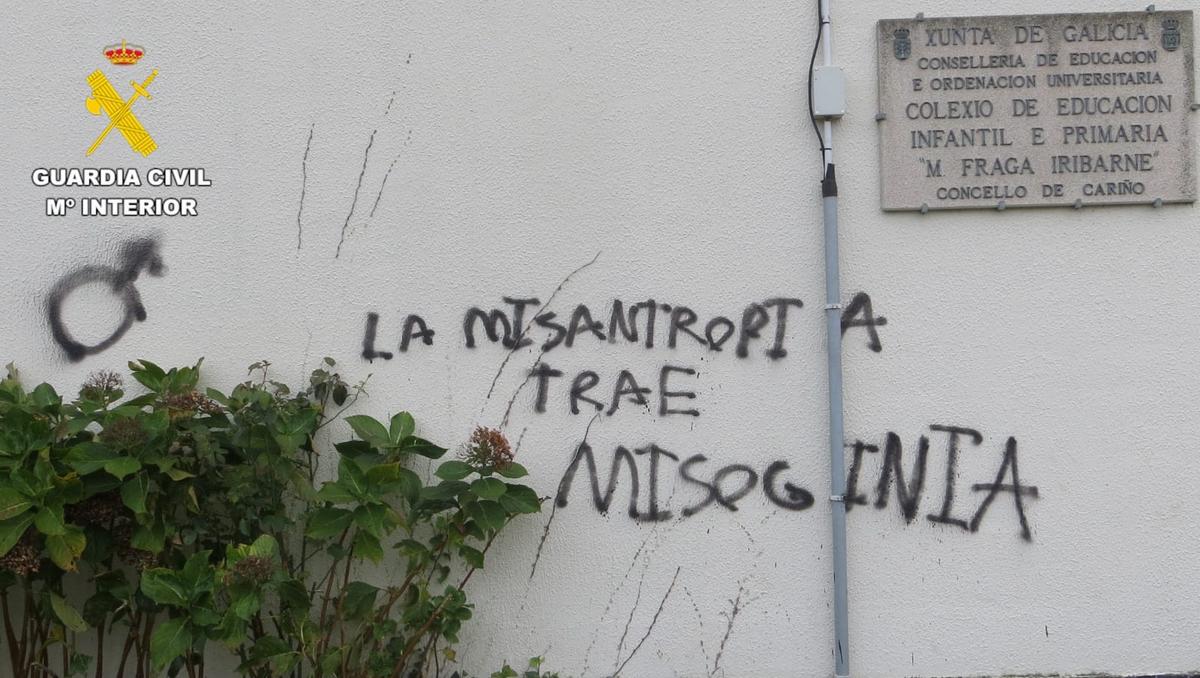 GUARDIA CIVIL
Mº INTERIOR
XUNTA DE GALICIA
CONSELLERIA DE EDUCACION
E ORDENACION UNIVERSITARIA
COLEXIO DE EDUCACION
INFANTIL E PRIMARIA
"M. FRAGA IRIBARNE"
CONCELLO DE CARIÑO
LA MISANTROPIA
TRAE
MISOGINIA